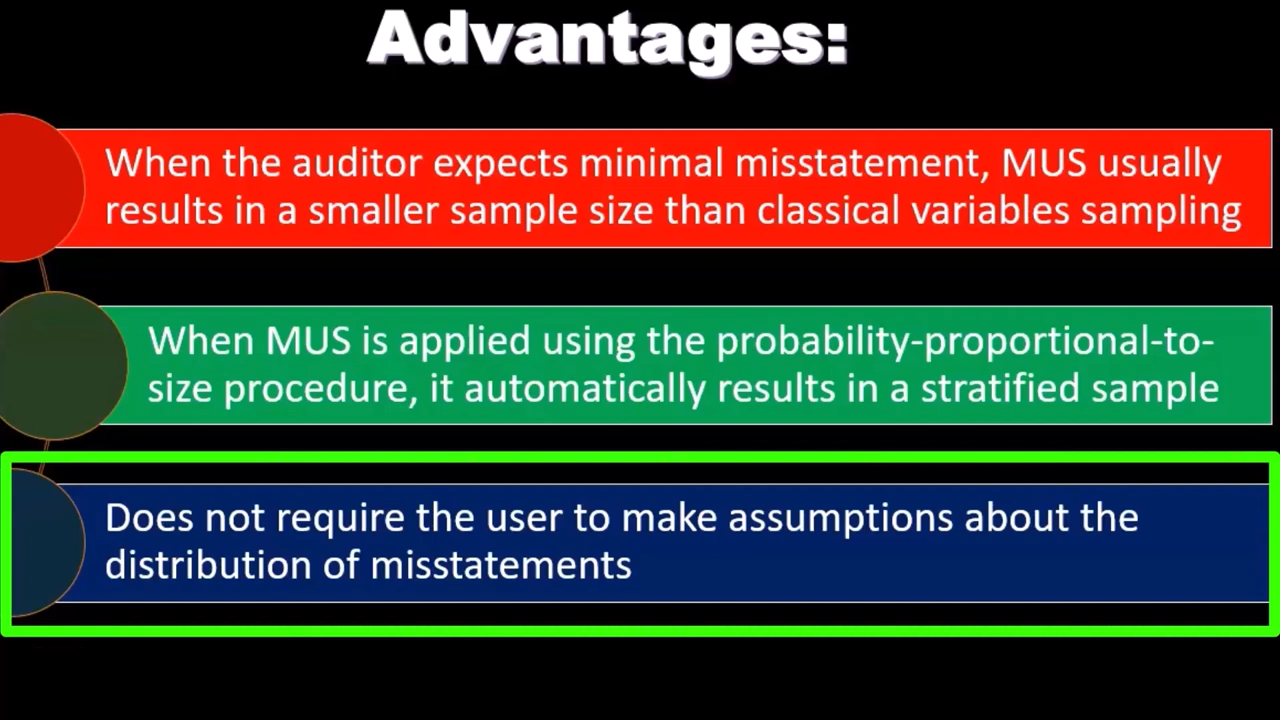 Advantages:
When the auditor expects minimal misstatement, MUS usually
results in a smaller sample size than classical variables sampling
When MUS is applied using the probability-proportional-to-
size procedure, it automatically results in a stratified sample
Does not require the user to make assumptions about the
distribution of misstatements